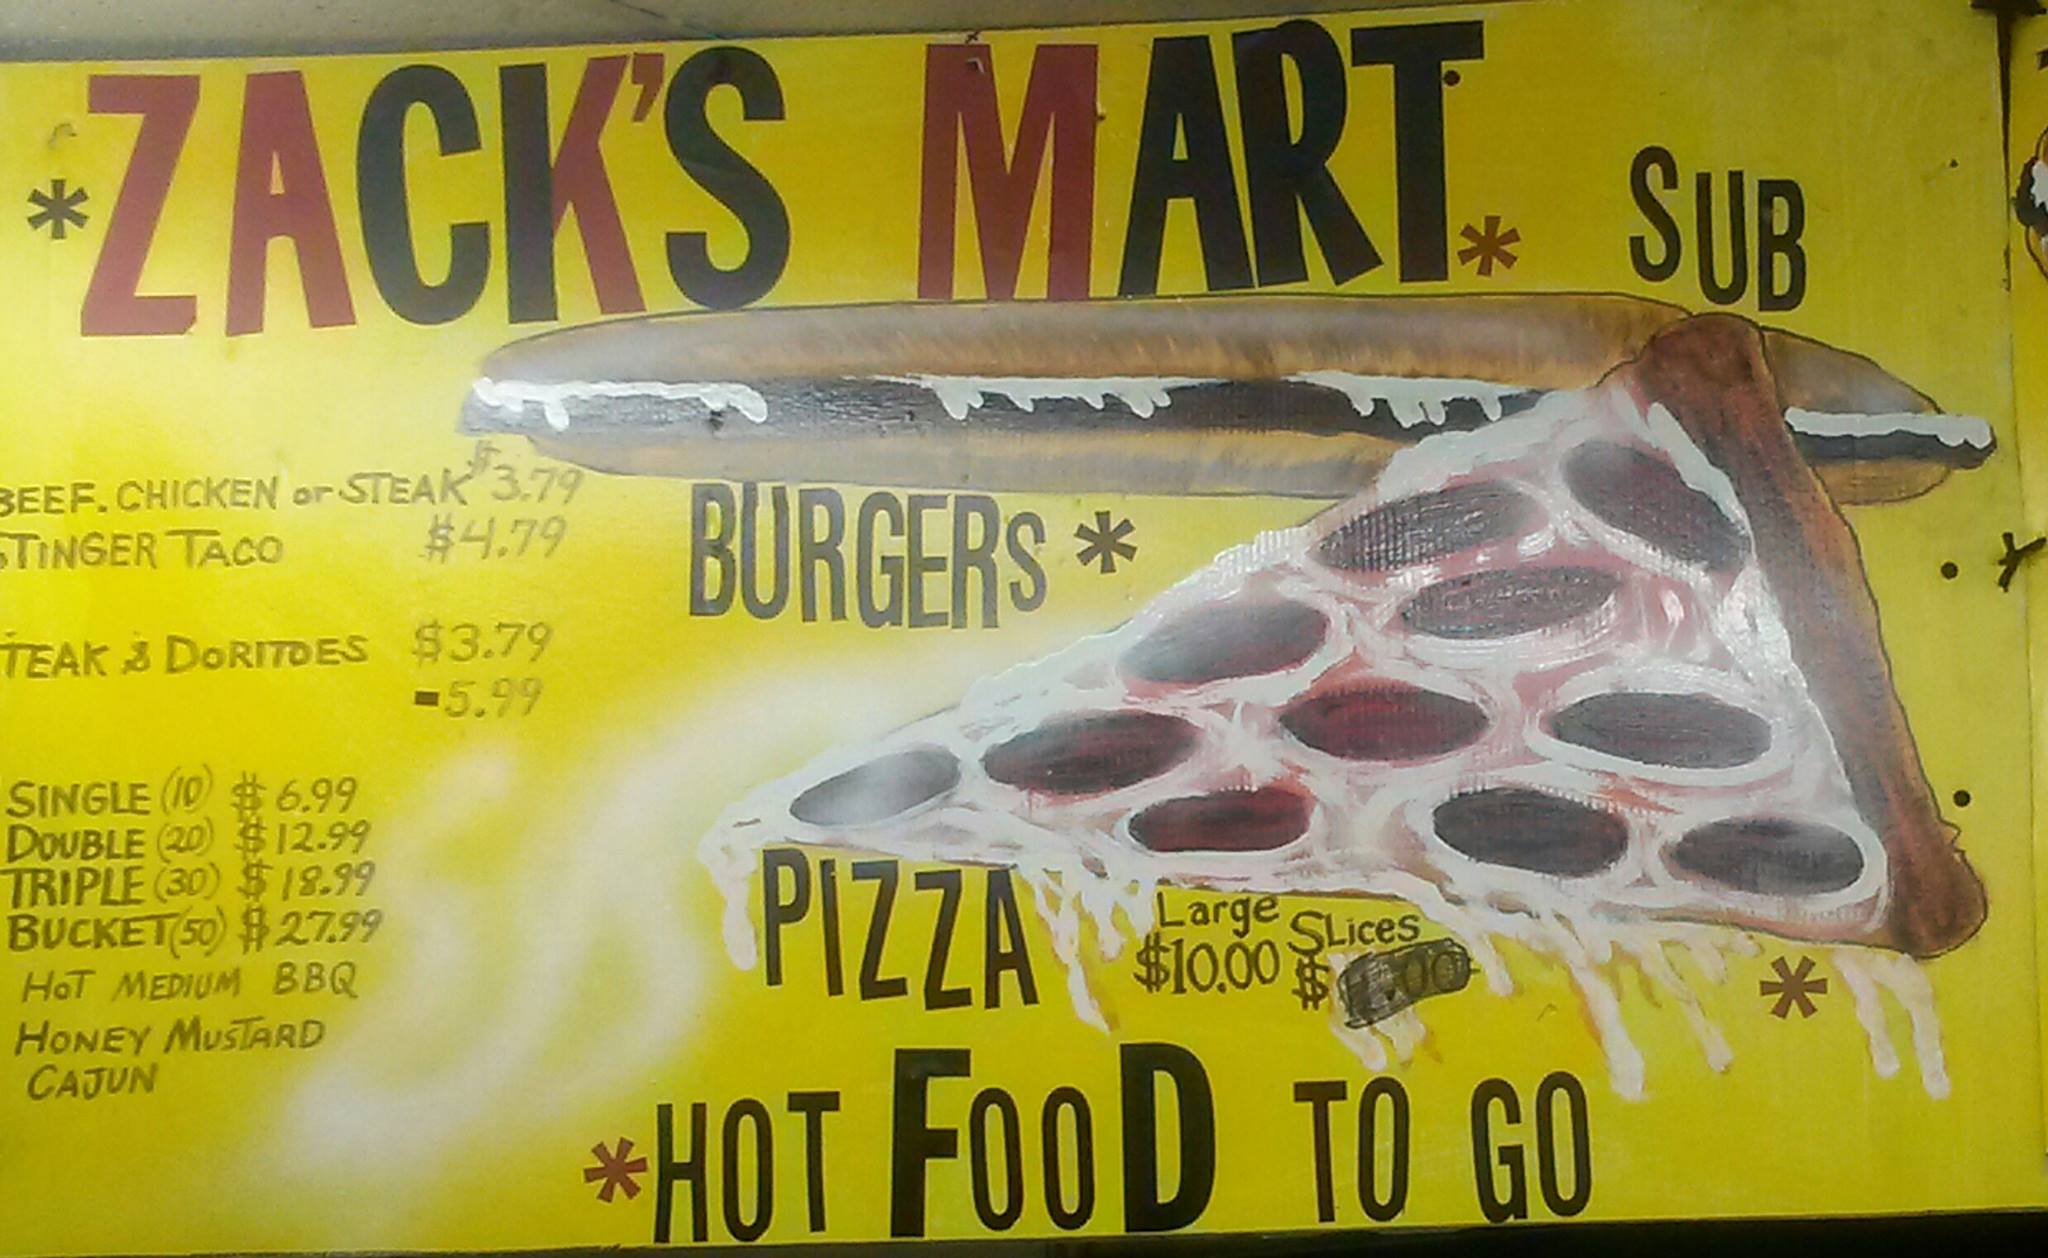 *ZACK'S MART*
SUB
BEEF. CHICKEN or STEAK $3.79
STINGER TACO $4.79
BURGERS *
TEAK & DORITOES $3.79
-5.99
SINGLE (10) $6.99
DOUBLE (20) $12.99
TRIPLE (30) $18.99
BUCKET (50) $27.99
HOT MEDIUM BBQ
HONEY MUSTARD
CAJUN
PIZZA
Large SLices
$10.00 $
*
*HOT FOOD TO GO